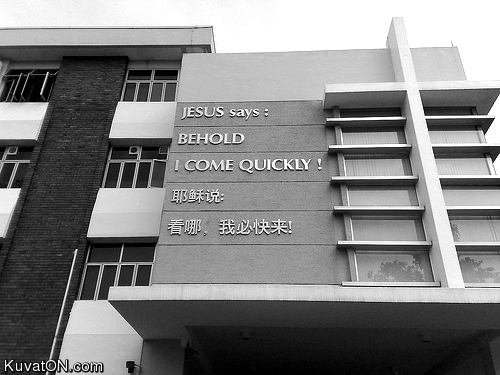 JESUS says :
BEHOLD
I COME QUICKLY !
耶稣说:
看哪, 我必快来!
KuvatON.com